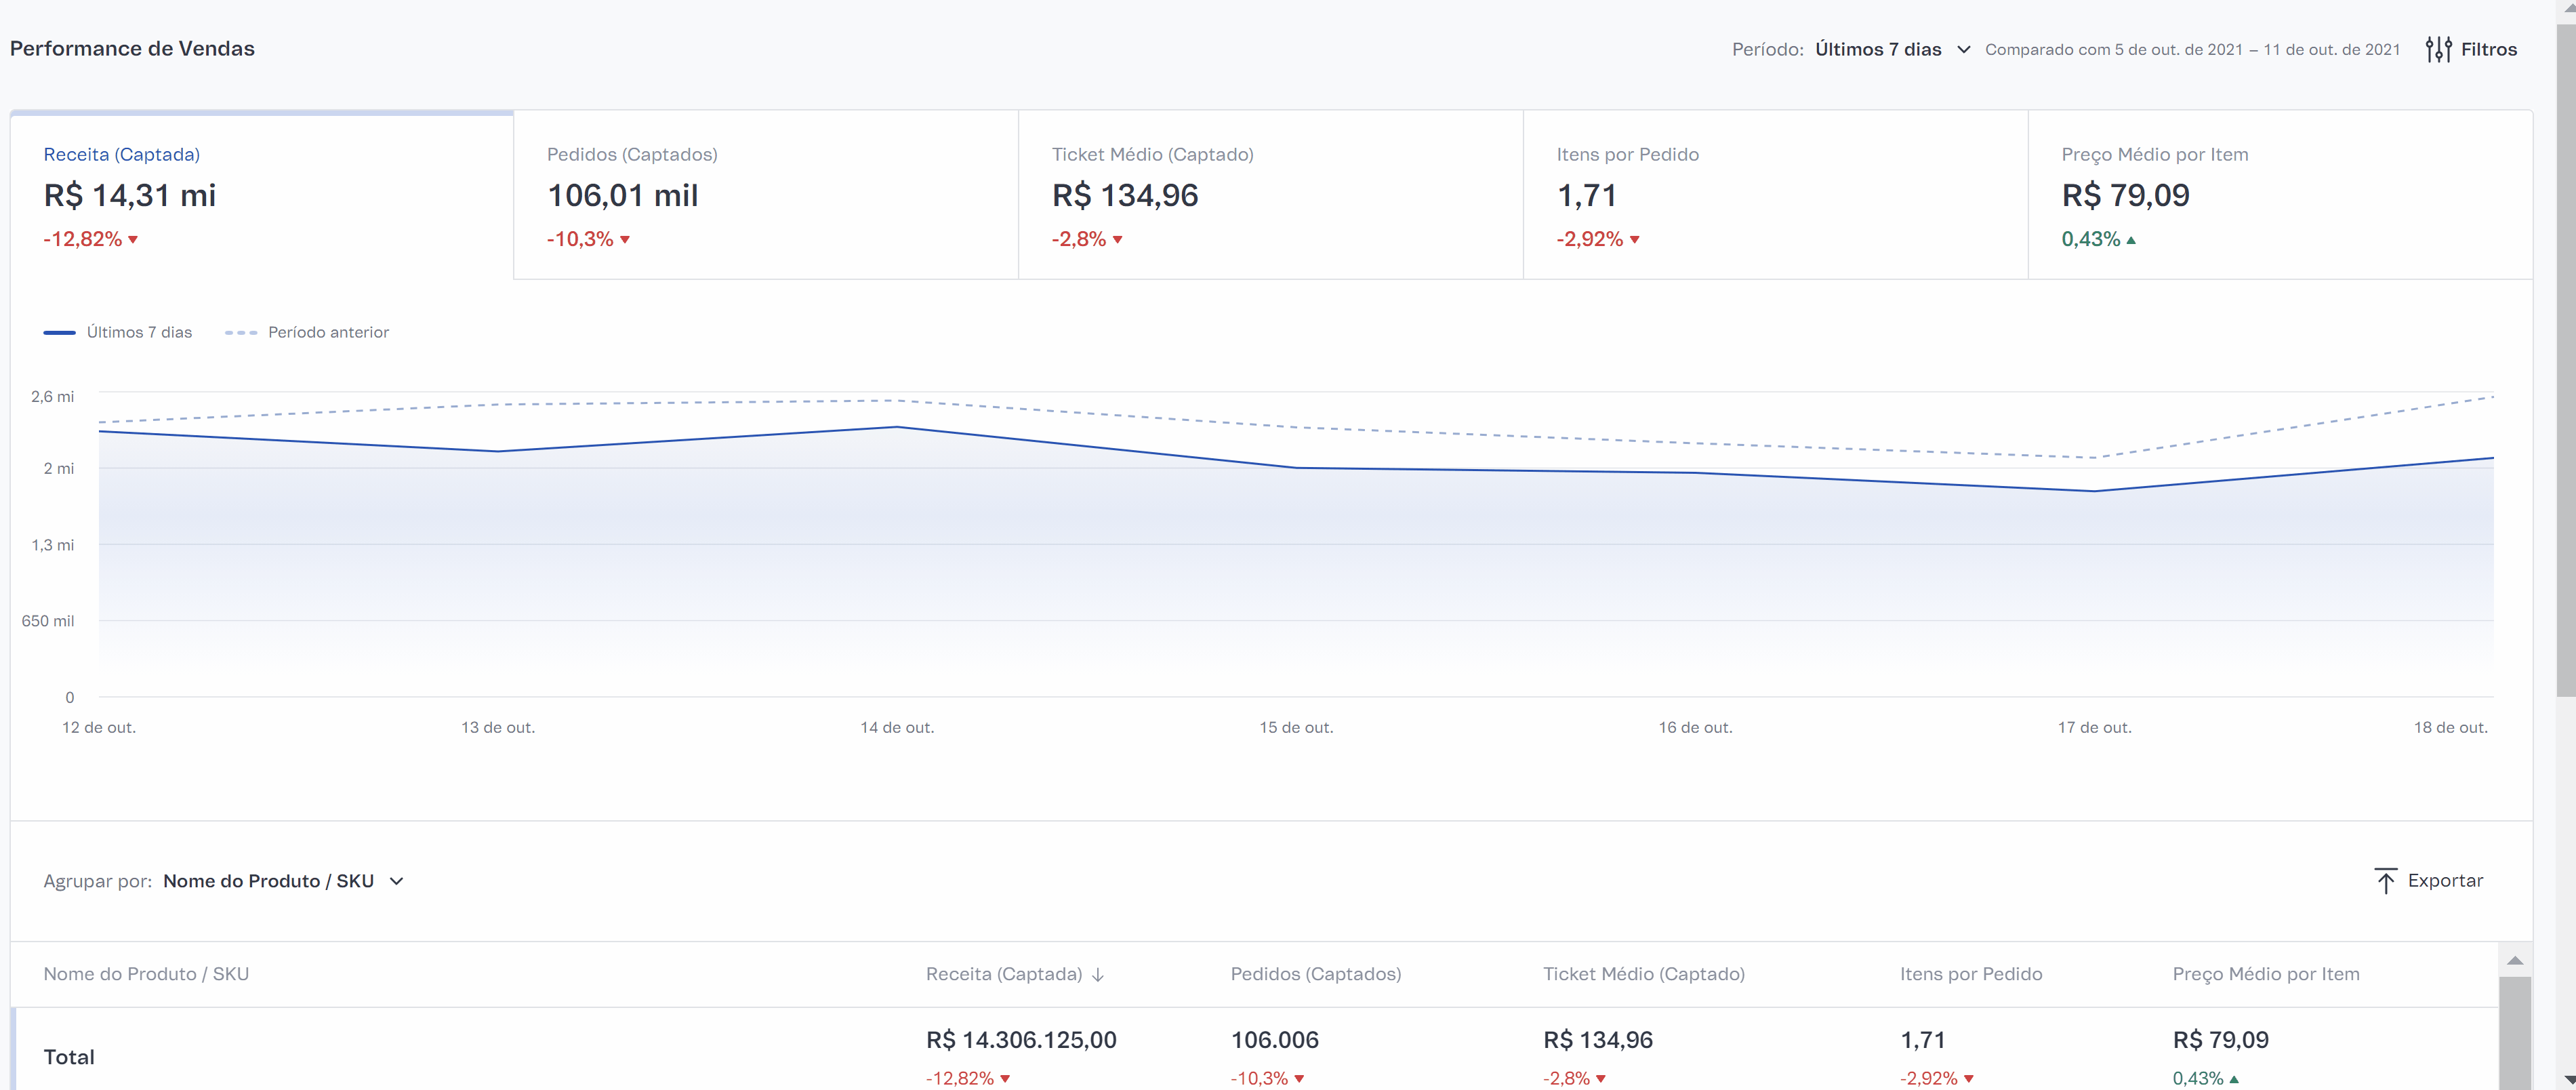 Performance de Vendas
Período: Últimos 7 dias Comparado com 5 de out. de 2021 – 11 de out. de 2021 Filtros
Receita (Captada) Pedidos (Captados) Ticket Médio (Captado) Itens por Pedido Preço Médio por Item
R$ 14,31 mi 106,01 mil R$ 134,96 1,71 R$ 79,09
-12,82% -10,3% -2,8% -2,92% 0,43%
Últimos 7 dias Período anterior
2,6 mi
2 mi
1,3 mi
650 mil
0
12 de out. 13 de out. 14 de out. 15 de out. 16 de out. 17 de out. 18 de out.
Agrupar por: Nome do Produto / SKU Exportar
Nome do Produto / SKU Receita (Captada) Pedidos (Captados) Ticket Médio (Captado) Itens por Pedido Preço Médio por Item
Total R$ 14.306.125,00 106.006 R$ 134,96 1,71 R$ 79,09
-12,82% -10,3% -2,8% -2,92% 0,43%